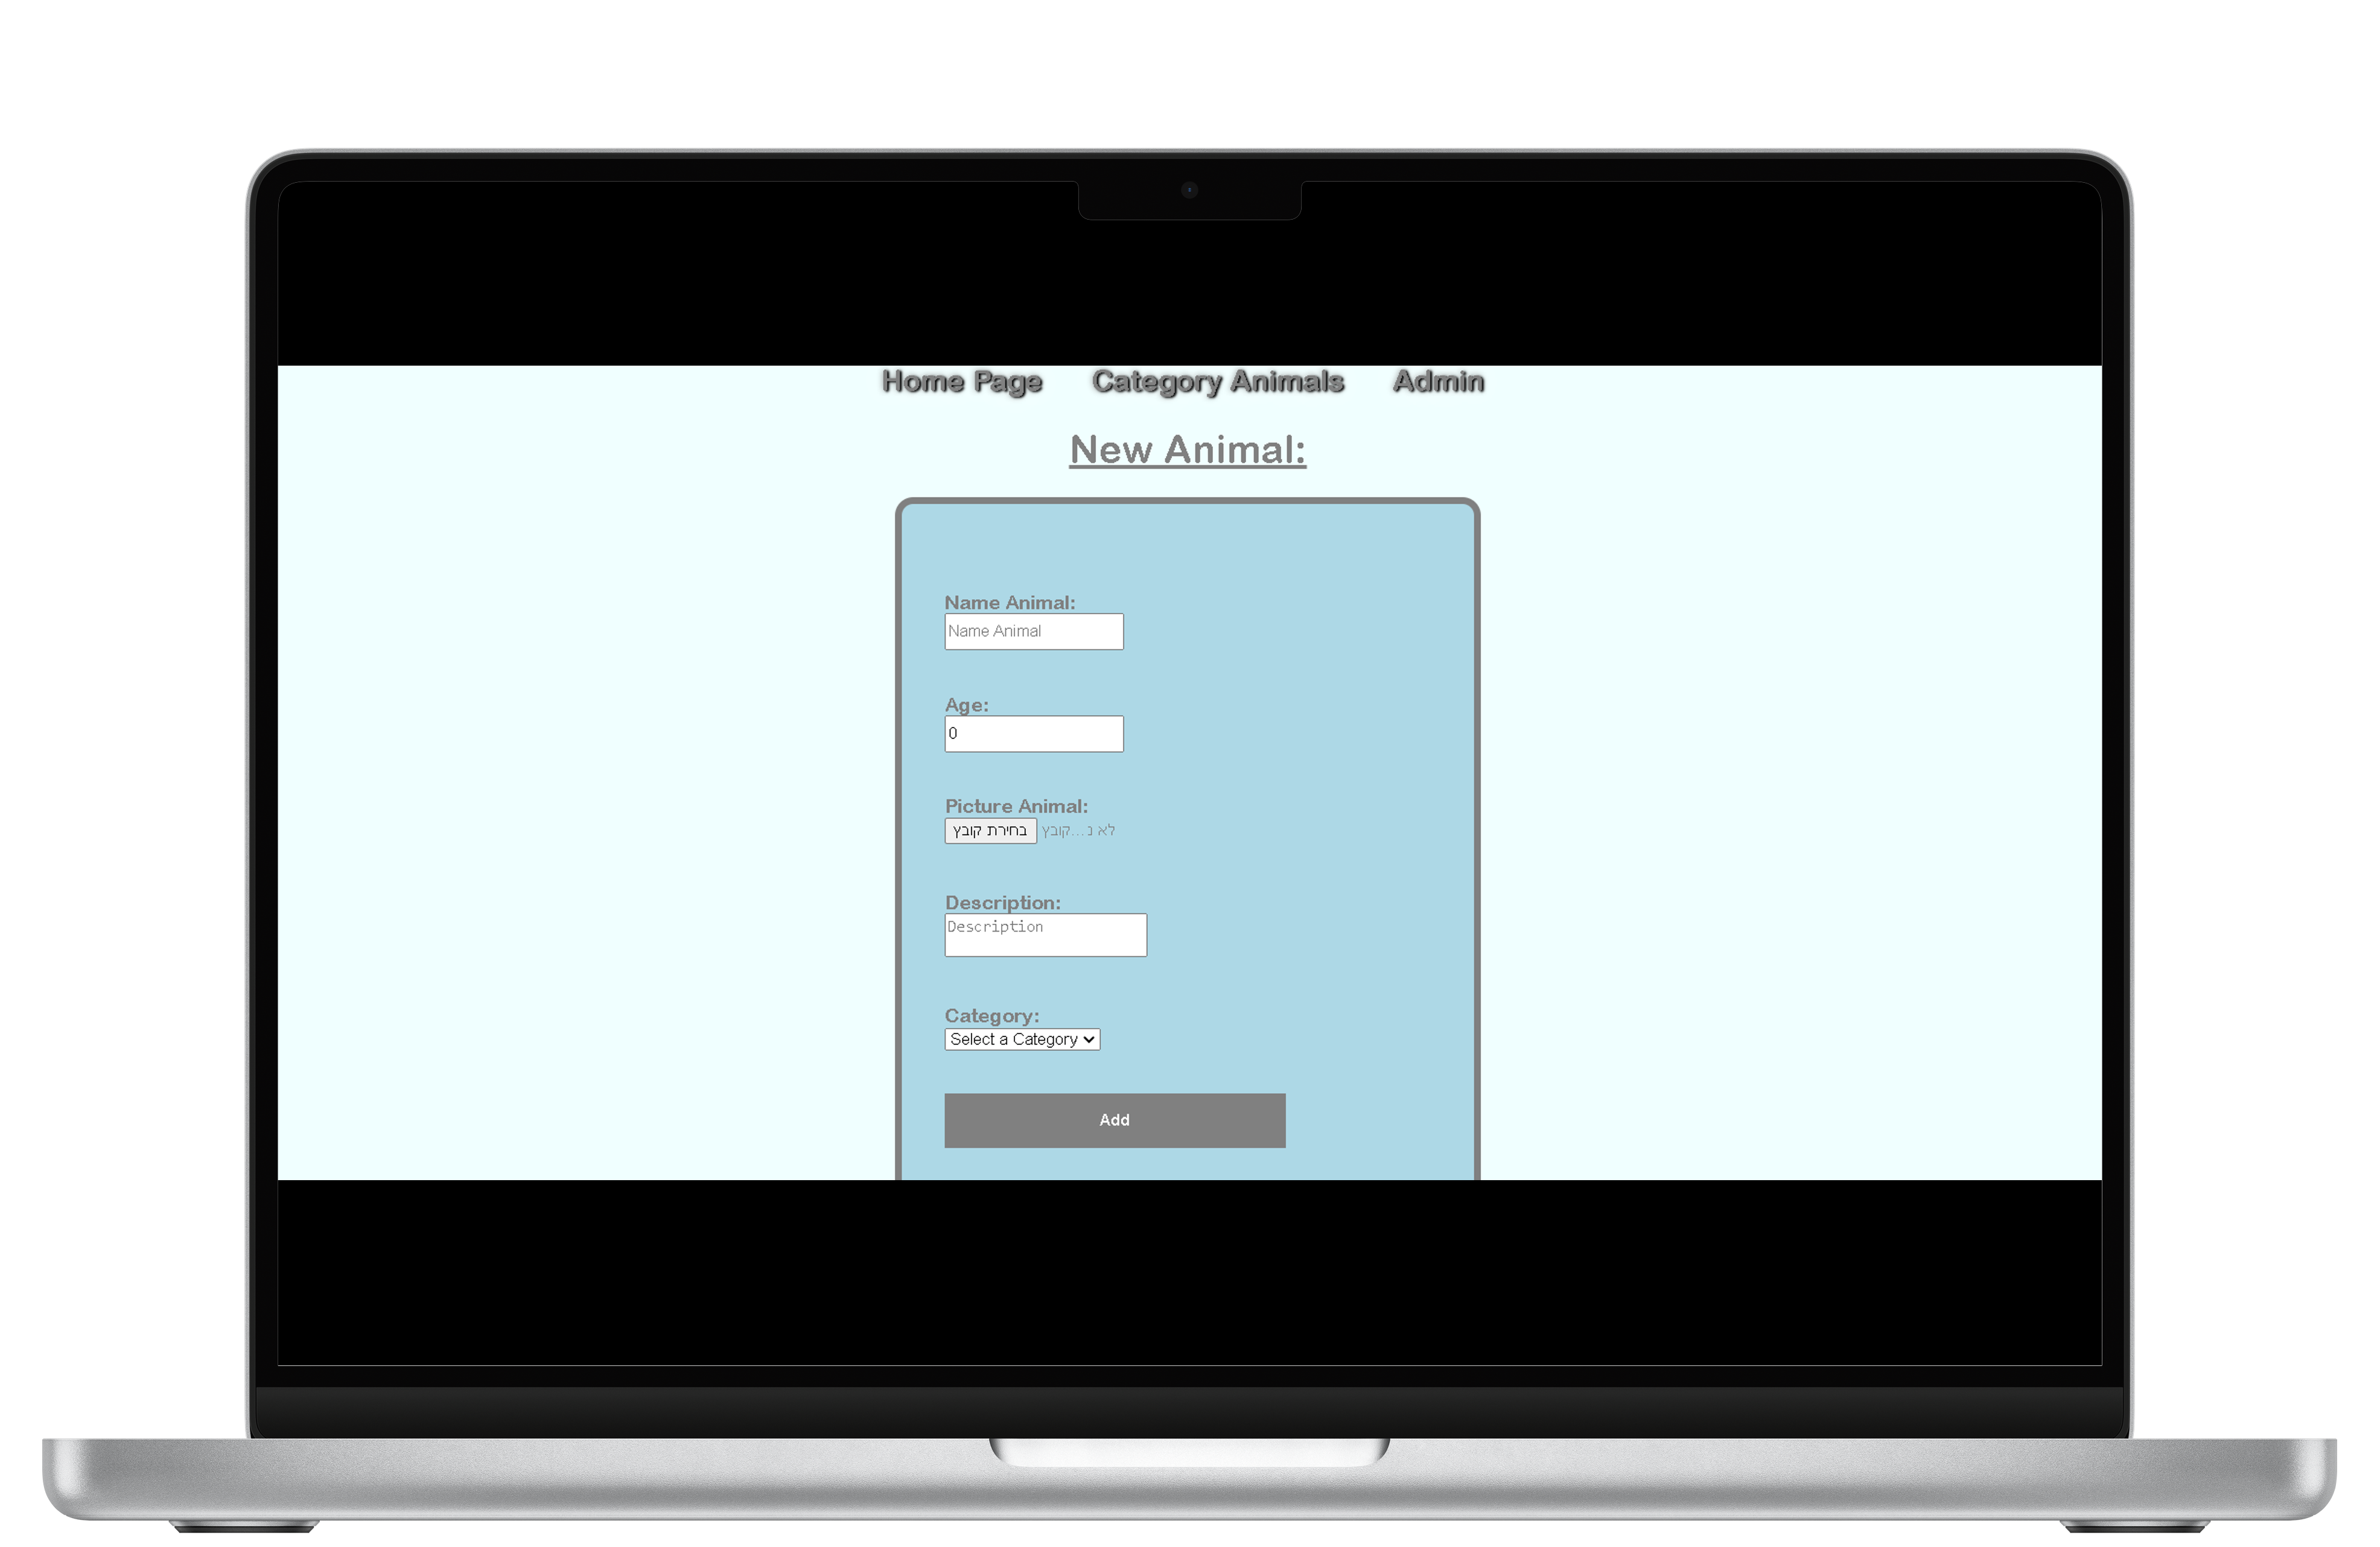 Home Page Category Animals Admin
New Animal:
Name Animal:
Name Animal
Age:
0
Picture Animal:
בחירת קובץ לא נ...קובץ
Description:
Description
Category:
Select a Category
Add